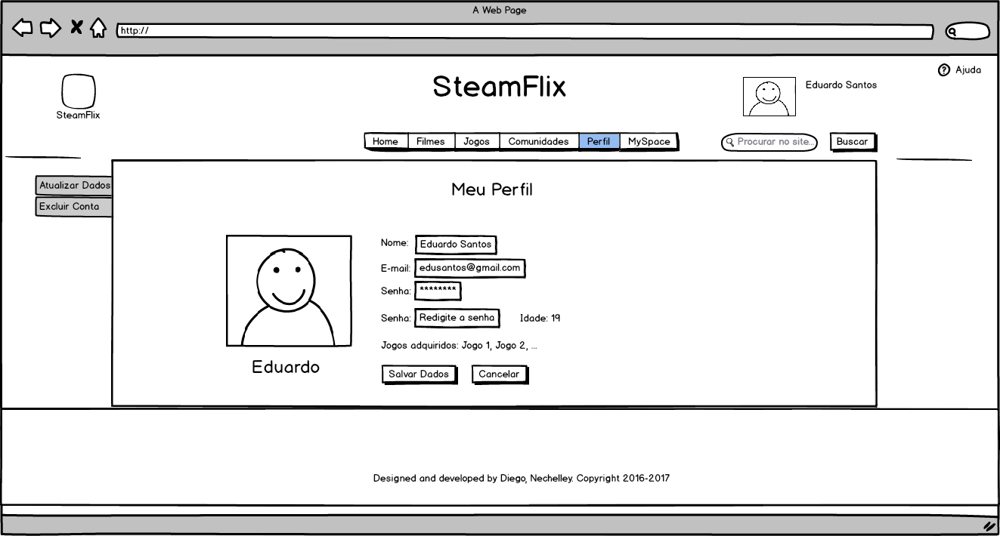 A Web Page
http://
Ajuda
SteamFlix
Eduardo Santos
SteamFlix
Home Filmes Jogos Comunidades Perfil MySpace
Procurar no site... Buscar
Atualizar Dados
Excluir Conta
Meu Perfil
Nome: Eduardo Santos
E-mail: edusantos@gmail.com
Senha: ********
Senha: Redigite a senha Idade: 19
Jogos adquiridos: Jogo 1, Jogo 2, ...
Eduardo
Salvar Dados Cancelar
Designed and developed by Diego, Nechelley. Copyright 2016-2017